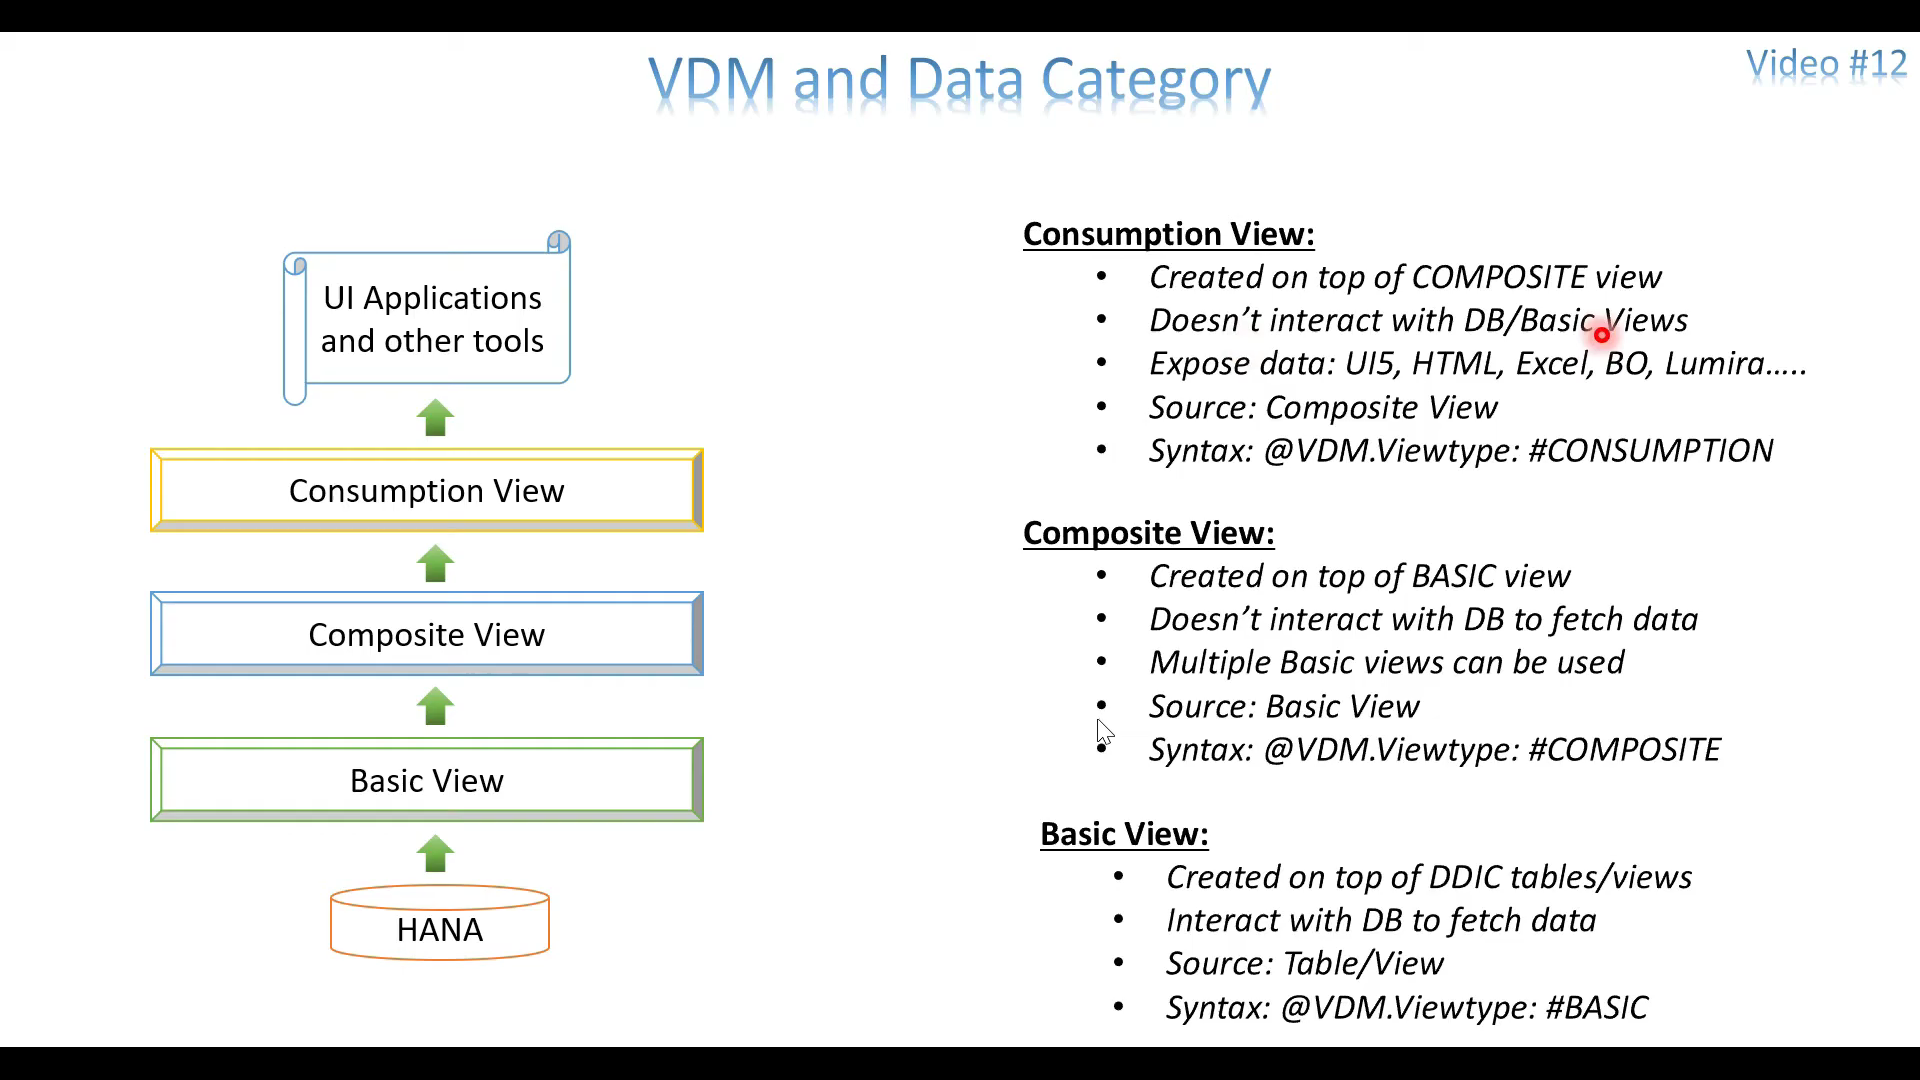 VDM and Data Category
Video #12
UI Applications
and other tools
Consumption View
Composite View
Basic View
HANA
Consumption View:
• Created on top of COMPOSITE view
• Doesn’t interact with DB/Basic Views
• Expose data: UI5, HTML, Excel, BO, Lumira…..
• Source: Composite View
• Syntax: @VDM.Viewtype: #CONSUMPTION
Composite View:
• Created on top of BASIC view
• Doesn’t interact with DB to fetch data
• Multiple Basic views can be used
• Source: Basic View
• Syntax: @VDM.Viewtype: #COMPOSITE
Basic View:
• Created on top of DDIC tables/views
• Interact with DB to fetch data
• Source: Table/View
• Syntax: @VDM.Viewtype: #BASIC